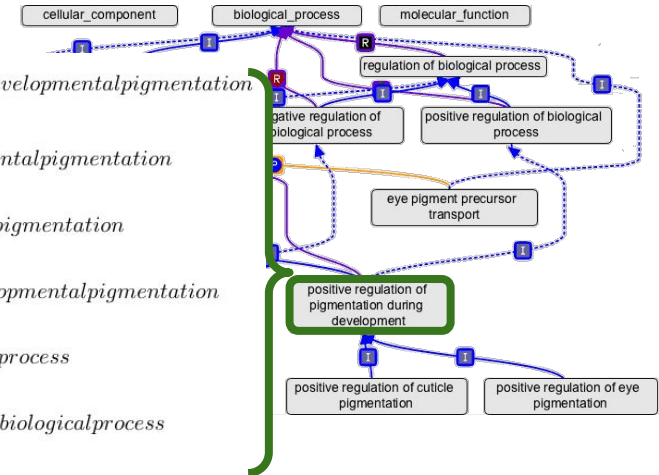 cellular_component biological_process molecular_function
R
I I
regulation of biological process
velopmentalpigmentation
R
I I I I
gative regulation of
biological process
positive regulation of biological
process
ntalpigmentation
P
eye pigment precursor
transport
pigmentation
I
opmentalpigmentation
positive regulation of
pigmentation during
development
process
I I
positive regulation of cuticle
pigmentation
positive regulation of eye
pigmentation
biologicalprocess